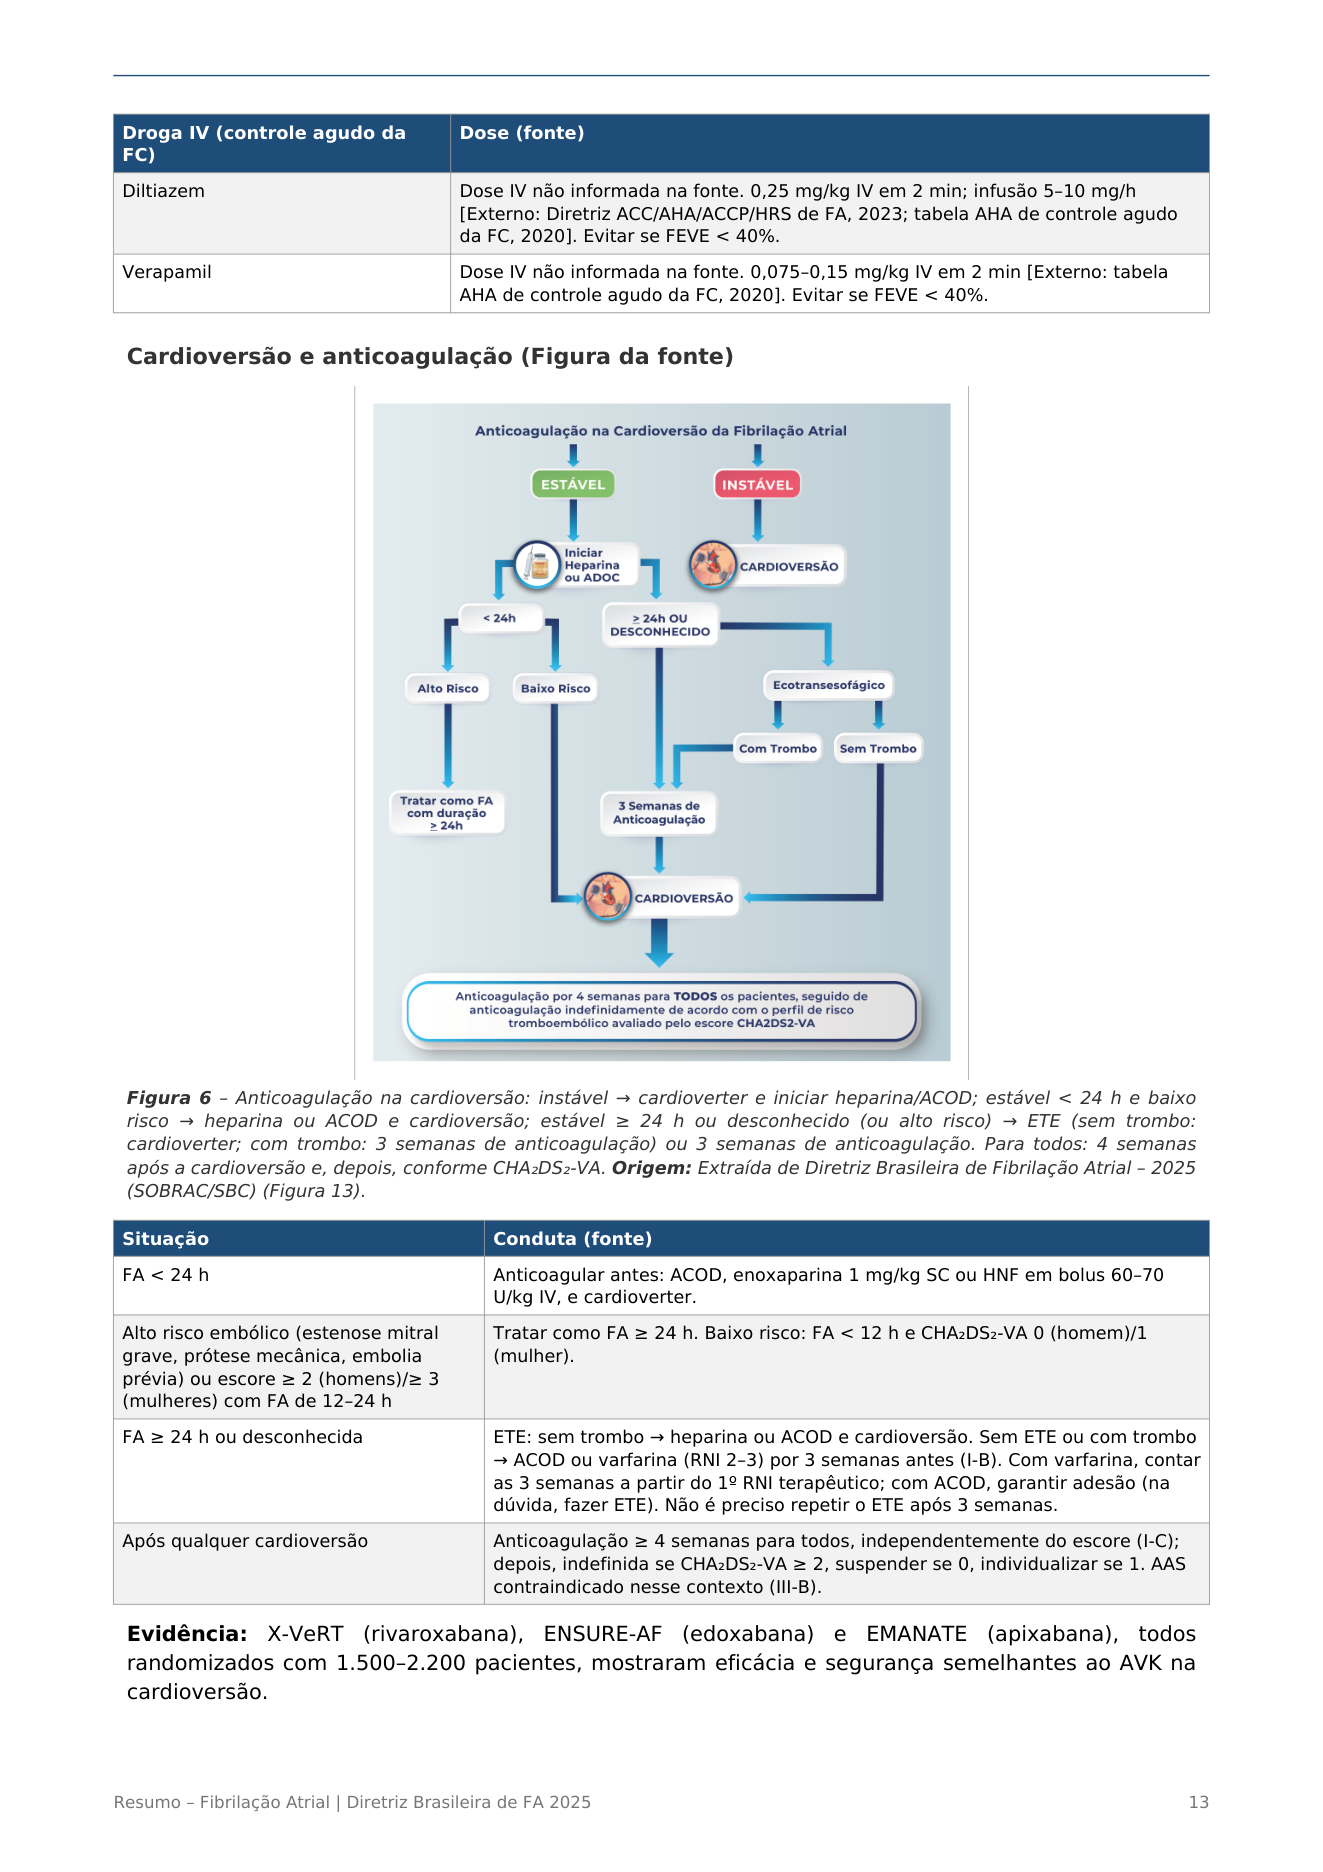 Droga IV (controle agudo da
FC)
Dose (fonte)
Diltiazem
Dose IV não informada na fonte. 0,25 mg/kg IV em 2 min; infusão 5–10 mg/h
[Externo: Diretriz ACC/AHA/ACCP/HRS de FA, 2023; tabela AHA de controle agudo
da FC, 2020]. Evitar se FEVE < 40%.
Verapamil
Dose IV não informada na fonte. 0,075–0,15 mg/kg IV em 2 min [Externo: tabela
AHA de controle agudo da FC, 2020]. Evitar se FEVE < 40%.
Cardioversão e anticoagulação (Figura da fonte)
Anticoagulação na Cardioversão da Fibrilação Atrial
ESTÁVEL
INSTÁVEL
Iniciar
Heparina
ou ADOC
CARDIOVERSÃO
< 24h
≥ 24h OU
DESCONHECIDO
Alto Risco
Baixo Risco
Ecotransesofágico
Com Trombo
Sem Trombo
Tratar como FA
com duração
≥ 24h
3 Semanas de
Anticoagulação
CARDIOVERSÃO
Anticoagulação por 4 semanas para TODOS os pacientes, seguido de
anticoagulação indefinidamente de acordo com o perfil de risco
tromboembólico avaliado pelo escore CHA2DS2-VA
Figura 6 – Anticoagulação na cardioversão: instável → cardioverter e iniciar heparina/ACOD; estável < 24 h e baixo
risco → heparina ou ACOD e cardioversão; estável ≥ 24 h ou desconhecido (ou alto risco) → ETE (sem trombo:
cardioverter; com trombo: 3 semanas de anticoagulação) ou 3 semanas de anticoagulação. Para todos: 4 semanas
após a cardioversão e, depois, conforme CHA₂DS₂-VA. Origem: Extraída de Diretriz Brasileira de Fibrilação Atrial – 2025
(SOBRAC/SBC) (Figura 13).
Situação
Conduta (fonte)
FA < 24 h
Anticoagular antes: ACOD, enoxaparina 1 mg/kg SC ou HNF em bolus 60–70
U/kg IV, e cardioverter.
Alto risco embólico (estenose mitral
grave, prótese mecânica, embolia
prévia) ou escore ≥ 2 (homens)/≥ 3
(mulheres) com FA de 12–24 h
Tratar como FA ≥ 24 h. Baixo risco: FA < 12 h e CHA₂DS₂-VA 0 (homem)/1
(mulher).
FA ≥ 24 h ou desconhecida
ETE: sem trombo → heparina ou ACOD e cardioversão. Sem ETE ou com trombo
→ ACOD ou varfarina (RNI 2–3) por 3 semanas antes (I-B). Com varfarina, contar
as 3 semanas a partir do 1º RNI terapêutico; com ACOD, garantir adesão (na
dúvida, fazer ETE). Não é preciso repetir o ETE após 3 semanas.
Após qualquer cardioversão
Anticoagulação ≥ 4 semanas para todos, independentemente do escore (I-C);
depois, indefinida se CHA₂DS₂-VA ≥ 2, suspender se 0, individualizar se 1. AAS
contraindicado nesse contexto (III-B).
Evidência: X-VeRT (rivaroxabana), ENSURE-AF (edoxabana) e EMANATE (apixabana), todos
randomizados com 1.500–2.200 pacientes, mostraram eficácia e segurança semelhantes ao AVK na
cardioversão.
Resumo – Fibrilação Atrial | Diretriz Brasileira de FA 2025
13